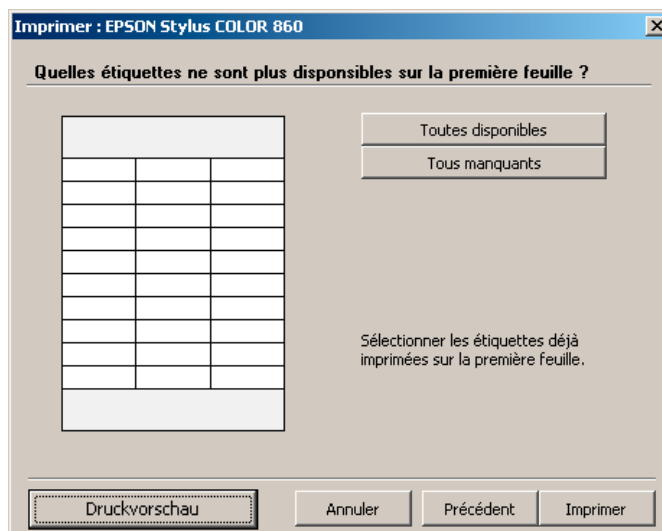 Imprimer : EPSON Stylus COLOR 860
Quelles étiquettes ne sont plus disponsibles sur la première feuille ?
Toutes disponibles
Tous manquants
Sélectionner les étiquettes déjà
imprimées sur la première feuille.
Druckvorschau
Annuler
Précédent
Imprimer